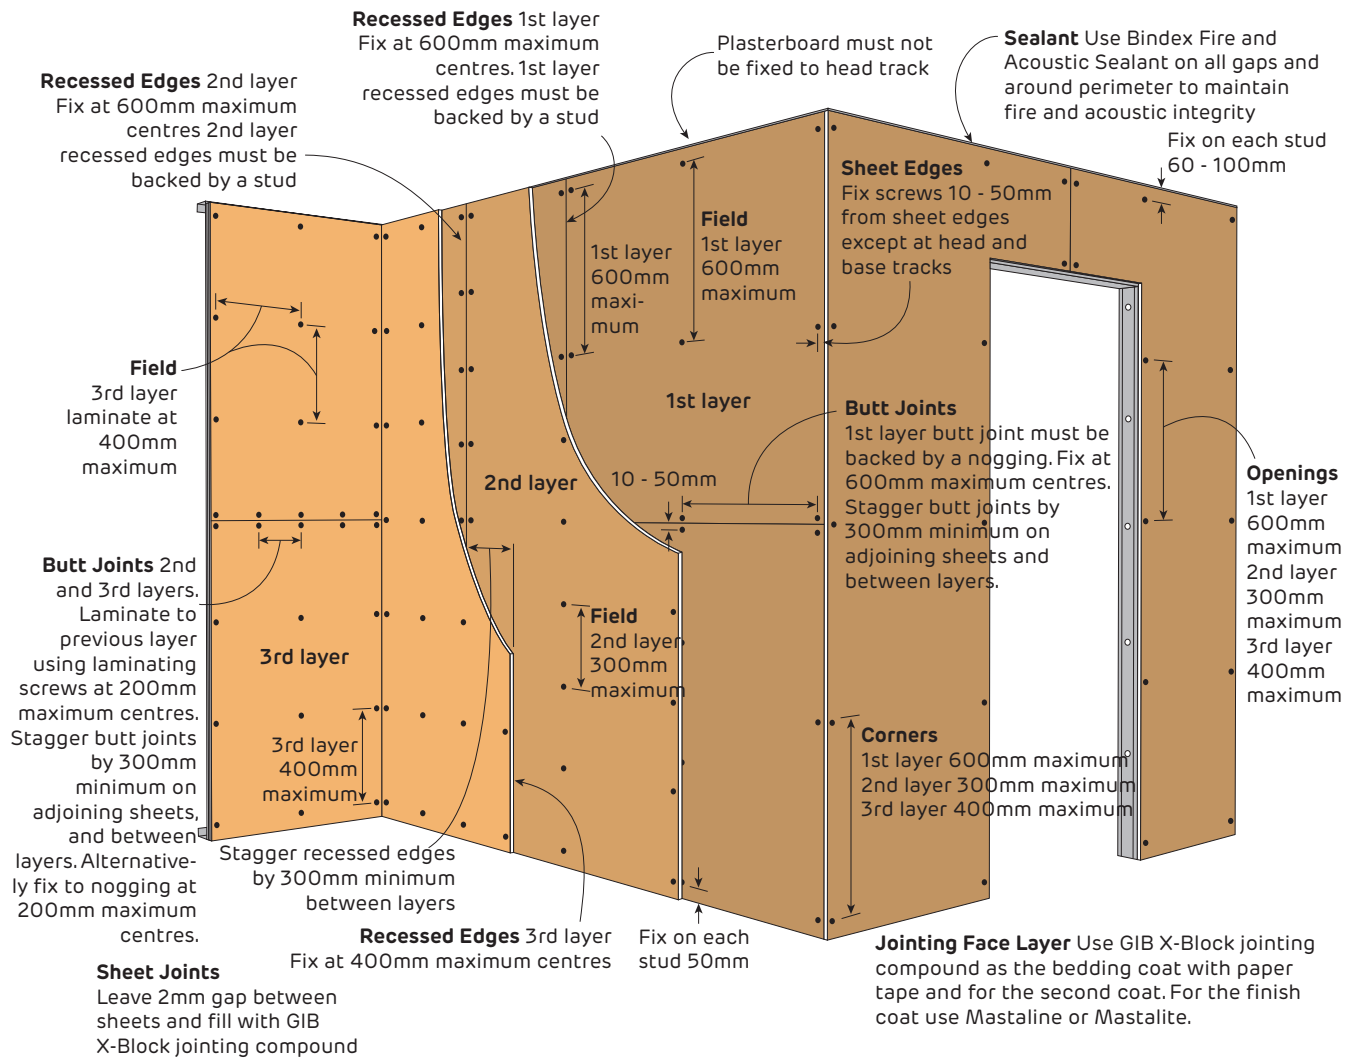 Recessed Edges 1st layer
Fix at 600mm maximum
centres. 1st layer
recessed edges must be
backed by a stud
Plasterboard must not
be fixed to head track
Sealant Use Bindex Fire and
Acoustic Sealant on all gaps and
around perimeter to maintain
fire and acoustic integrity
Recessed Edges 2nd layer
Fix at 600mm maximum
centres 2nd layer
recessed edges must be
backed by a stud
Fix on each stud
60 - 100mm
Sheet Edges
Fix screws 10 - 50mm
from sheet edges
except at head and
base tracks
Field
1st layer
600mm
maximum
1st layer
600mm
maxi-
mum
Field
3rd layer
laminate at
400mm
maximum
1st layer
Butt Joints
1st layer butt joint must be
backed by a nogging. Fix at
600mm maximum centres.
Stagger butt joints by
300mm minimum on
adjoining sheets and
between layers.
2nd layer
10 - 50mm
Openings
1st layer
600mm
maximum
2nd layer
300mm
maximum
3rd layer
400mm
maximum
Butt Joints 2nd
and 3rd layers.
Laminate to
previous layer
using laminating
screws at 200mm
maximum centres.
Stagger butt joints
by 300mm
minimum on
adjoining sheets,
and between
layers. Alternative-
ly fix to nogging at
200mm maximum
centres.
Field
2nd layer
300mm
maximum
3rd layer
3rd layer
400mm
maximum
Corners
1st layer 600mm maximum
2nd layer 300mm maximum
3rd layer 400mm maximum
Stagger recessed edges
by 300mm minimum
between layers
Recessed Edges 3rd layer
Fix at 400mm maximum centres
Fix on each
stud 50mm
Jointing Face Layer Use GIB X-Block jointing
compound as the bedding coat with paper
tape and for the second coat. For the finish
coat use Mastaline or Mastalite.
Sheet Joints
Leave 2mm gap between
sheets and fill with GIB
X-Block jointing compound